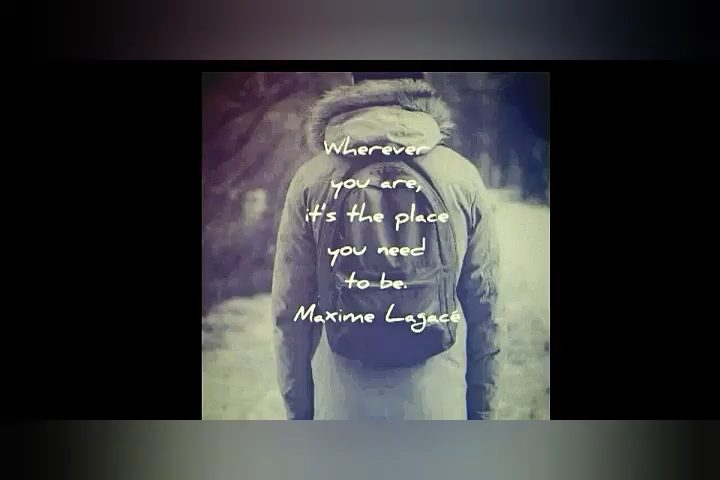 Wherever
you are,
it's the place
you need
to be.
Maxime Lagacé